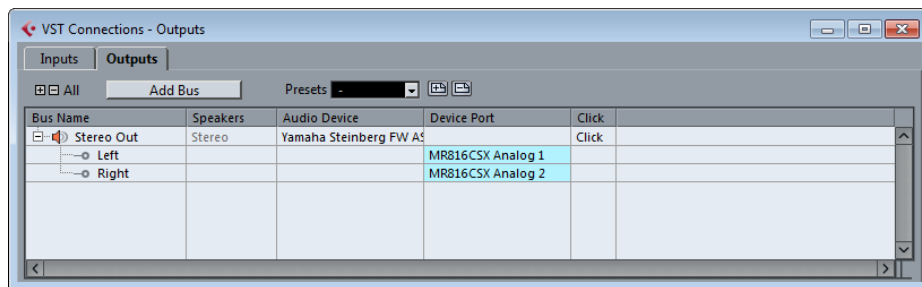 VST Connections - Outputs
Inputs Outputs
All Add Bus Presets -
Bus Name Speakers Audio Device Device Port Click
Stereo Out Stereo Yamaha Steinberg FW AS Click
Left MR816CSX Analog 1
Right MR816CSX Analog 2